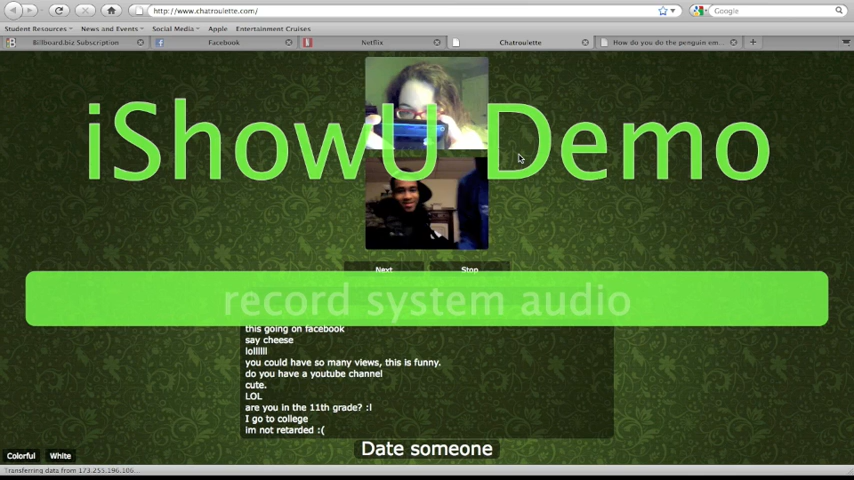 http://www.chatroulette.com/
Google
Student Resources
News and Events
Social Media
Apple
Entertainment Cruises
Billboard.biz Subscription
Facebook
Netflix
Chatroulette
How do you do the penguin em...
iShowU Demo
Next
Stop
record system audio
this going on facebook
say cheese
lolllllll
you could have so many views, this is funny.
do you have a youtube channel
cute.
LOL
are you in the 11th grade? :l
I go to college
im not retarded :(
Date someone
Colorful
White
Transferring data from 173.255.196.186...